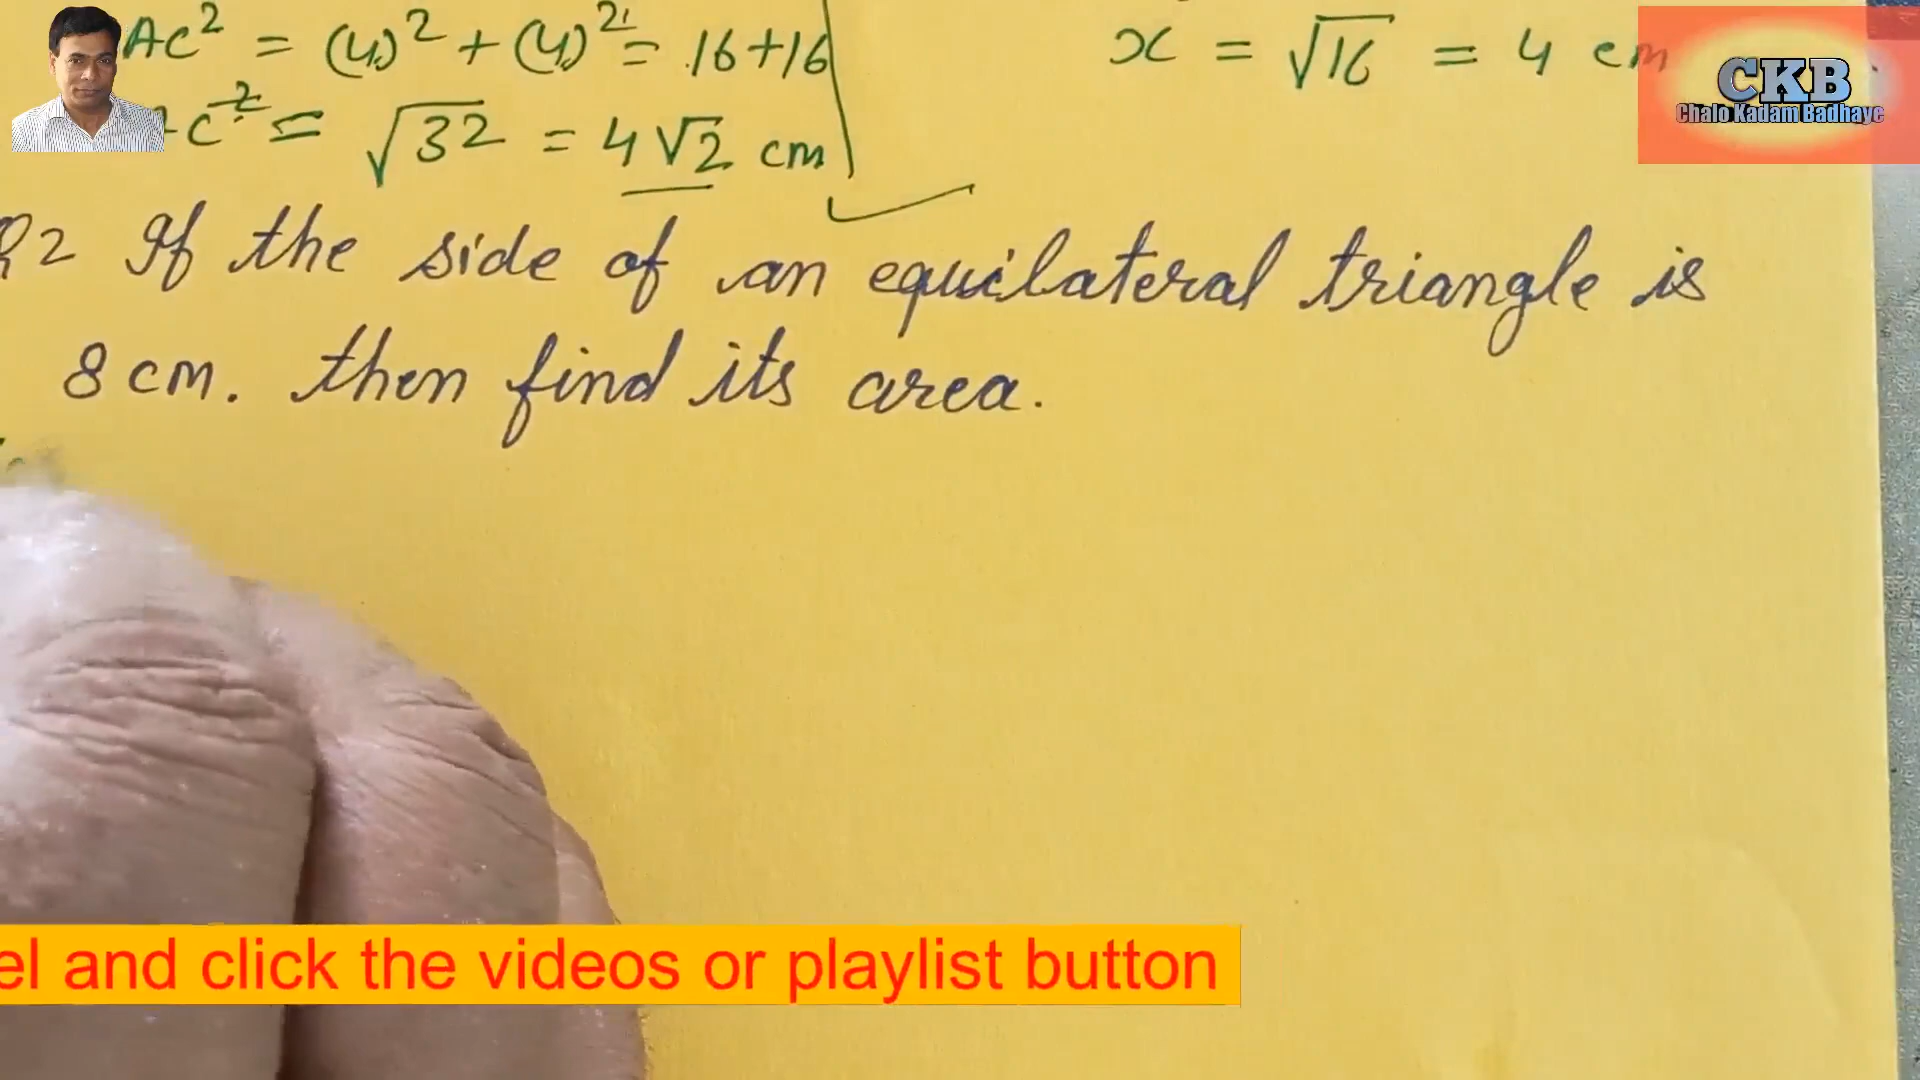 AC² = (4)² + (4)² = 16+16
x = √16 = 4 cm
CKB
Chalo Kadam Badhaye
C² = √32 = 4√2 cm
2 If the side of an equilateral triangle is
8 cm. then find its area.
el and click the videos or playlist button